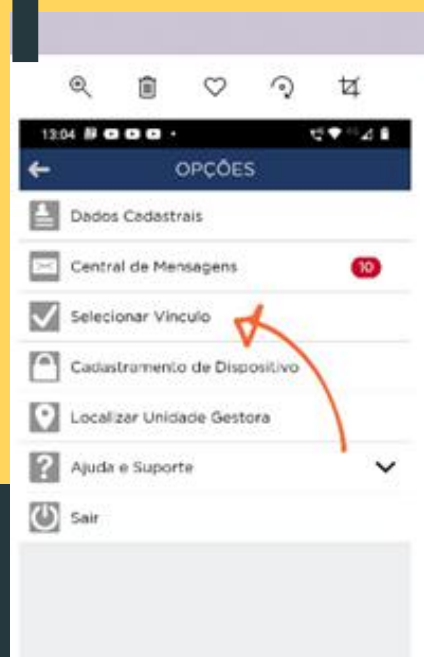 13:04
OPÇÕES
Dados Cadastrais
Central de Mensagens
10
Selecionar Vínculo
Cadastramento de Dispositivo
Localizar Unidade Gestora
Ajuda e Suporte
Sair